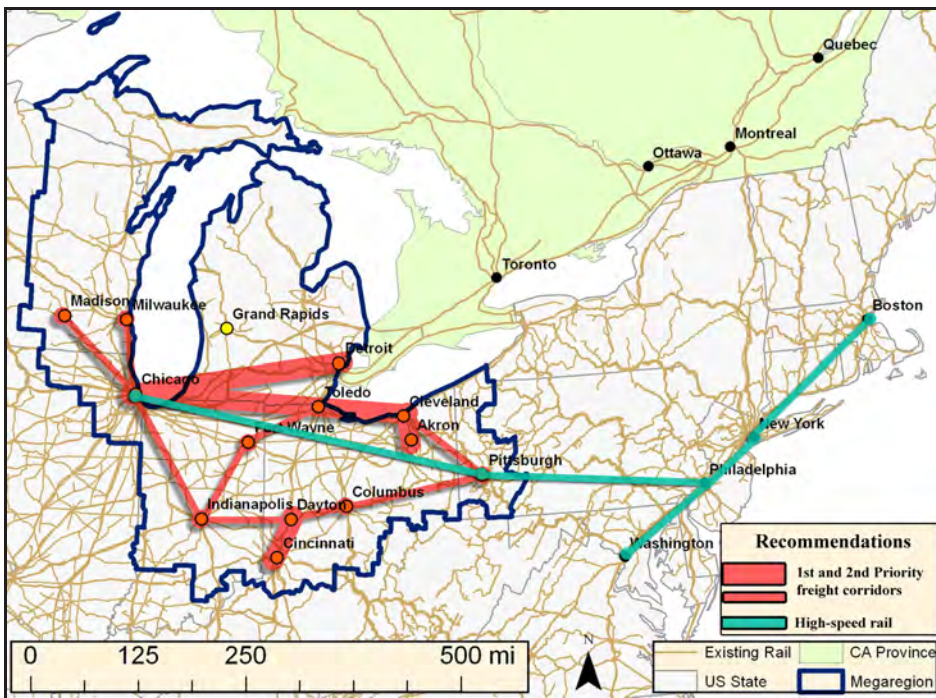 Quebec
Montreal
Ottawa
Toronto
Madison
Milwaukee
Grand Rapids
Boston
Detroit
Chicago
Toledo
Cleveland
New York
Wayne
Akron
Pittsburgh
Philadelphia
Columbus
Indianapolis
Dayton
Cincinnati
Washington
Recommendations
1st and 2nd Priority
freight corridors
High-speed rail
N
0
125
250
500 mi
Existing Rail
CA Province
US State
Megaregion